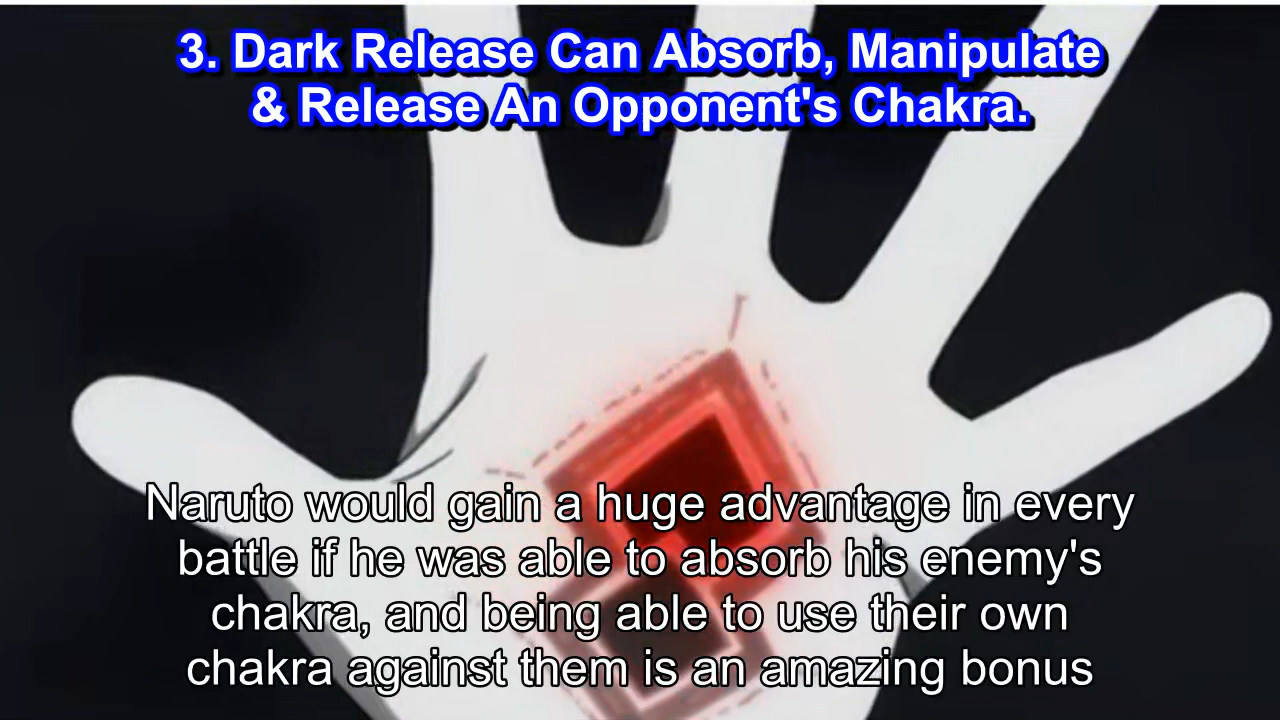 3. Dark Release Can Absorb, Manipulate
& Release An Opponent's Chakra.
Naruto would gain a huge advantage in every
battle if he was able to absorb his enemy's
chakra, and being able to use their own
chakra against them is an amazing bonus